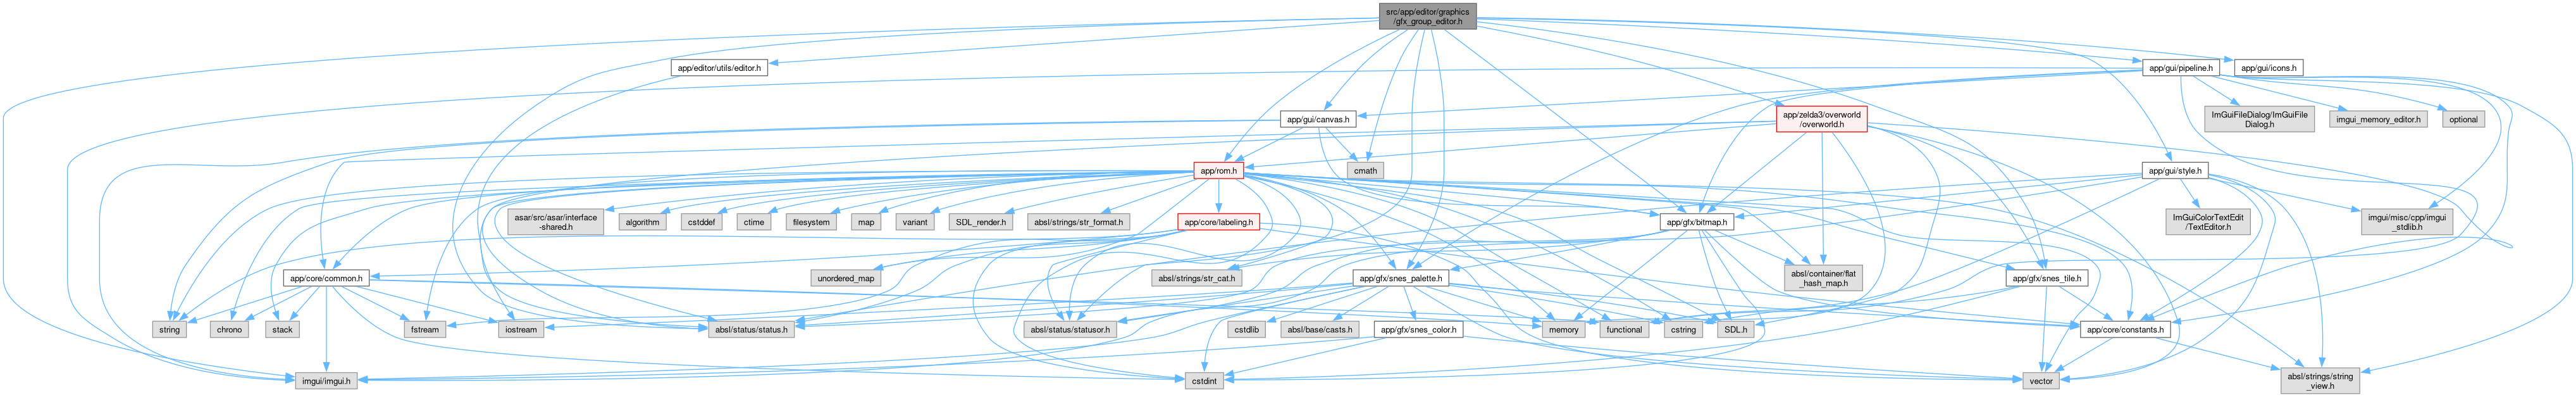 src/app/editor/graphics
/gfx_group_editor.h
app/editor/utils/editor.h
app/gui/pipeline.h
app/gui/icons.h
app/gui/canvas.h
app/zelda3/overworld
/overworld.h
ImGuiFileDialog/ImGuiFile
Dialog.h
imgui_memory_editor.h
optional
app/rom.h
cmath
app/gui/style.h
asar/src/asar/interface
-shared.h
algorithm
cstddef
ctime
filesystem
map
variant
SDL_render.h
absl/strings/str_format.h
app/core/labeling.h
app/gfx/bitmap.h
ImGuiColorTextEdit
/TextEditor.h
imgui/misc/cpp/imgui
_stdlib.h
app/core/common.h
unordered_map
absl/strings/str_cat.h
app/gfx/snes_palette.h
absl/container/flat
_hash_map.h
app/gfx/snes_tile.h
string
chrono
stack
fstream
iostream
absl/status/status.h
absl/status/statusor.h
cstdlib
absl/base/casts.h
app/gfx/snes_color.h
memory
functional
cstring
SDL.h
app/core/constants.h
imgui/imgui.h
cstdint
vector
absl/strings/string
_view.h